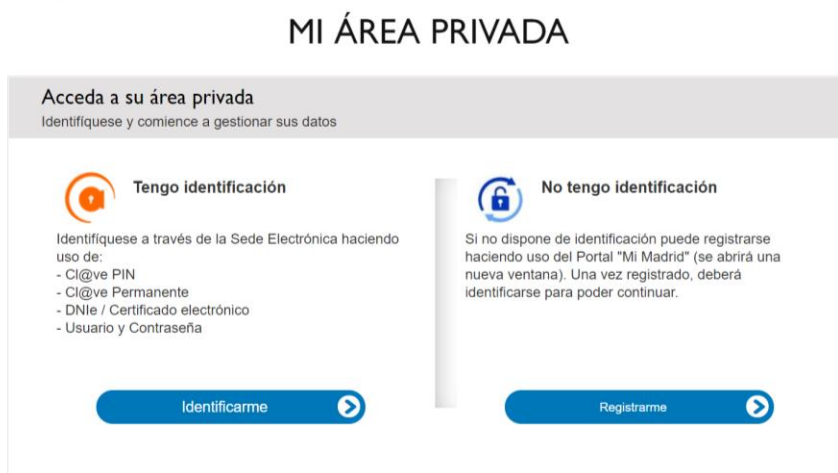 MI ÁREA PRIVADA
Acceda a su área privada
Identifíquese y comience a gestionar sus datos
Tengo identificación
Identifíquese a través de la Sede Electrónica haciendo
uso de:
- Cl@ve PIN
- Cl@ve Permanente
- DNIe / Certificado electrónico
- Usuario y Contraseña
Identificarme
No tengo identificación
Si no dispone de identificación puede registrarse
haciendo uso del Portal "Mi Madrid" (se abrirá una
nueva ventana). Una vez registrado, deberá
identificarse para poder continuar.
Registrarme